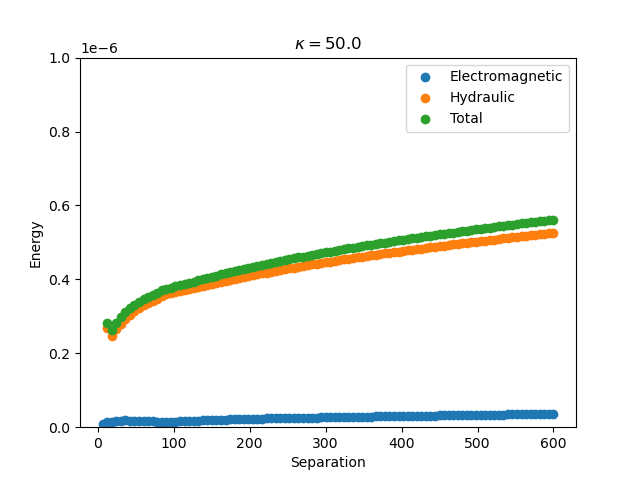 κ = 50.0
1e−6
1.0
0.8
0.6
0.4
0.2
0.0
Energy
Electromagnetic
Hydraulic
Total
0 100 200 300 400 500 600
Separation